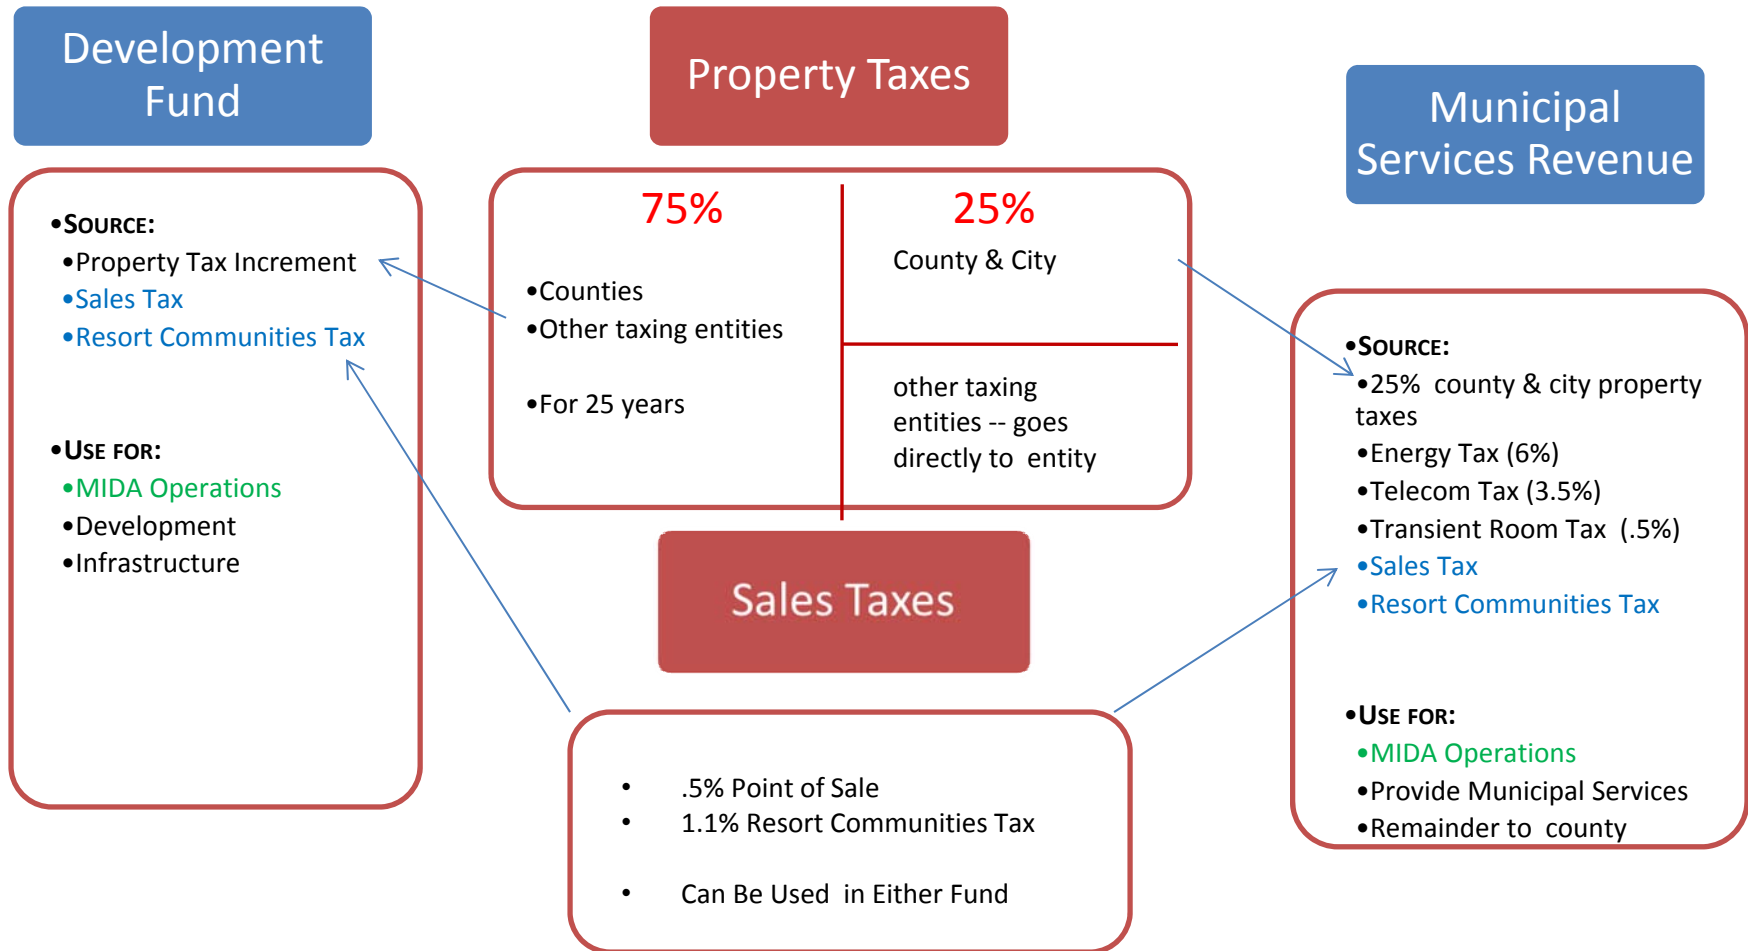 Development
Fund
•SOURCE:
•Property Tax Increment
•Sales Tax
•Resort Communities Tax
•USE FOR:
•MIDA Operations
•Development
•Infrastructure
Property Taxes
75%
•Counties
•Other taxing entities
•For 25 years
25%
County & City
other taxing
entities -- goes
directly to entity
Sales Taxes
• .5% Point of Sale
• 1.1% Resort Communities Tax
• Can Be Used in Either Fund
Municipal
Services Revenue
•SOURCE:
•25% county & city property
taxes
•Energy Tax (6%)
•Telecom Tax (3.5%)
•Transient Room Tax (.5%)
•Sales Tax
•Resort Communities Tax
•USE FOR:
•MIDA Operations
•Provide Municipal Services
•Remainder to county